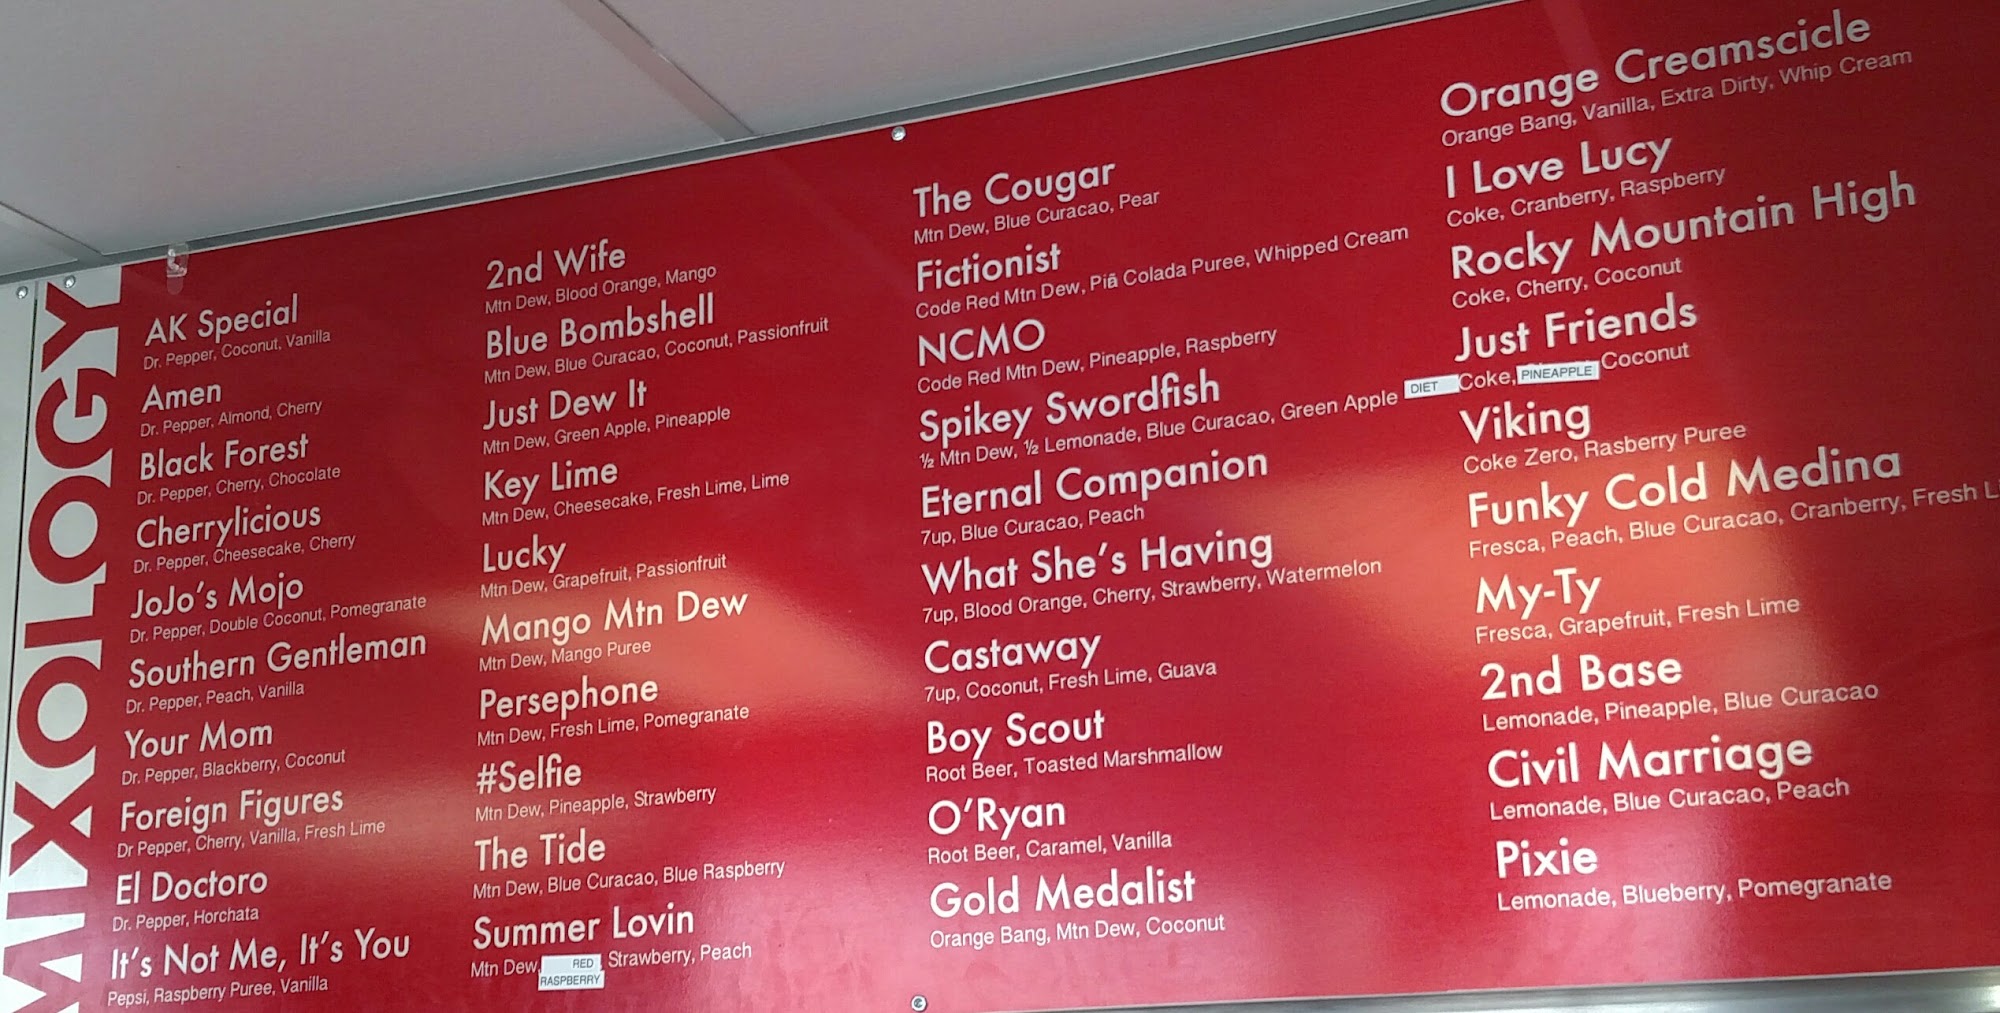 MIXOLOGY
AK Special
Dr. Pepper, Coconut, Vanilla
Amen
Dr. Pepper, Almond, Cherry
Black Forest
Dr. Pepper, Cherry, Chocolate
Cherrylicious
Dr. Pepper, Cheesecake, Cherry
JoJo's Mojo
Dr. Pepper, Double Coconut, Pomegranate
Southern Gentleman
Dr. Pepper, Peach, Vanilla
Your Mom
Dr. Pepper, Blackberry, Coconut
Foreign Figures
Dr Pepper, Cherry, Vanilla, Fresh Lime
El Doctoro
Dr. Pepper, Horchata
It's Not Me, It's You
Pepsi, Raspberry Puree, Vanilla
2nd Wife
Mtn Dew, Blood Orange, Mango
Blue Bombshell
Mtn Dew, Blue Curacao, Coconut, Passionfruit
Just Dew It
Mtn Dew, Green Apple, Pineapple
Key Lime
Mtn Dew, Cheesecake, Fresh Lime, Lime
Lucky
Mtn Dew, Grapefruit, Passionfruit
Mango Mtn Dew
Mtn Dew, Mango Puree
Persephone
Mtn Dew, Fresh Lime, Pomegranate
#Selfie
Mtn Dew, Pineapple, Strawberry
The Tide
Mtn Dew, Blue Curacao, Blue Raspberry
Summer Lovin
Mtn Dew, RED RASPBERRY, Strawberry, Peach
The Cougar
Mtn Dew, Blue Curacao, Pear
Fictionist
Code Red Mtn Dew, Piã Colada Puree, Whipped Cream
NCMO
Code Red Mtn Dew, Pineapple, Raspberry
Spikey Swordfish
½ Mtn Dew, ½ Lemonade, Blue Curacao, Green Apple
Eternal Companion
7up, Blue Curacao, Peach
What She's Having
7up, Blood Orange, Cherry, Strawberry, Watermelon
Castaway
7up, Coconut, Fresh Lime, Guava
Boy Scout
Root Beer, Toasted Marshmallow
O'Ryan
Root Beer, Caramel, Vanilla
Gold Medalist
Orange Bang, Mtn Dew, Coconut
Orange Creamscicle
Orange Bang, Vanilla, Extra Dirty, Whip Cream
I Love Lucy
Coke, Cranberry, Raspberry
Rocky Mountain High
Coke, Cherry, Coconut
Just Friends
DIET Coke, PINEAPPLE Coconut
Viking
Coke Zero, Rasberry Puree
Funky Cold Medina
Fresca, Peach, Blue Curacao, Cranberry, Fresh
My-Ty
Fresca, Grapefruit, Fresh Lime
2nd Base
Lemonade, Pineapple, Blue Curacao
Civil Marriage
Lemonade, Blue Curacao, Peach
Pixie
Lemonade, Blueberry, Pomegranate